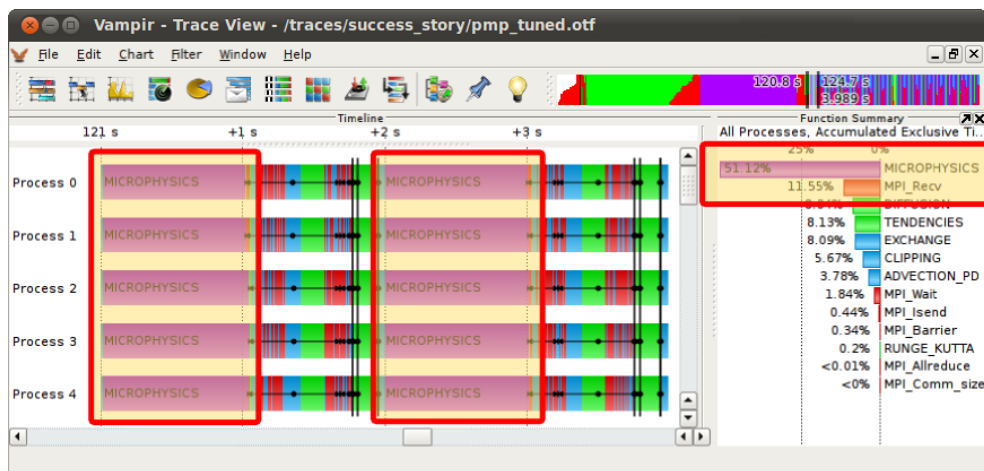 Vampir - Trace View - /traces/success_story/pmp_tuned.otf
File Edit Chart Filter Window Help
120.8 s 124.7 s
3.989 s
Timeline
121 s +1 s +2 s +3 s
Process 0 MICROPHYSICS MICROPHYSICS
Process 1 MICROPHYSICS MICROPHYSICS
Process 2 MICROPHYSICS MICROPHYSICS
Process 3 MICROPHYSICS MICROPHYSICS
Process 4 MICROPHYSICS MICROPHYSICS
Function Summary
All Processes, Accumulated Exclusive Ti...
25% 0%
51.12% MICROPHYSICS
11.55% MPI_Recv
DIFFUSION
8.13% TENDENCIES
8.09% EXCHANGE
5.67% CLIPPING
3.78% ADVECTION_PD
1.84% MPI_Wait
0.44% MPI_Isend
0.34% MPI_Barrier
0.2% RUNGE_KUTTA
<0.01% MPI_Allreduce
<0% MPI_Comm_size